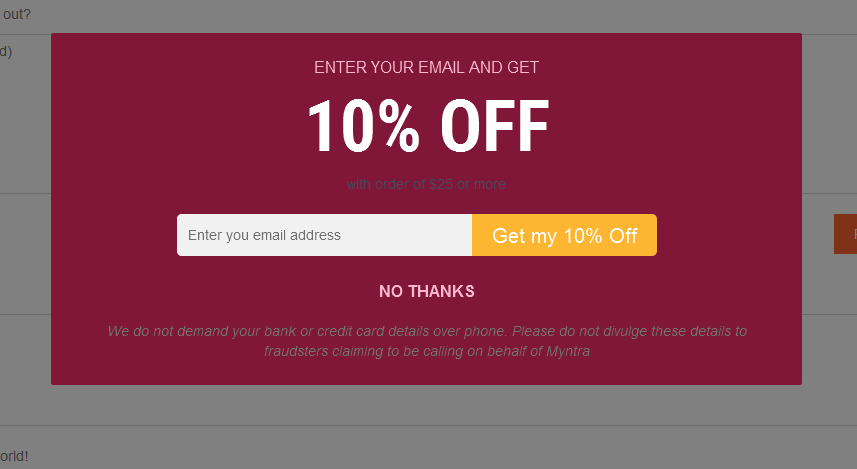 out?
d)
ENTER YOUR EMAIL AND GET
10% OFF
with order of $25 or more
Enter you email address
Get my 10% Off
NO THANKS
We do not demand your bank or credit card details over phone. Please do not divulge these details to
fraudsters claiming to be calling on behalf of Myntra
orld!